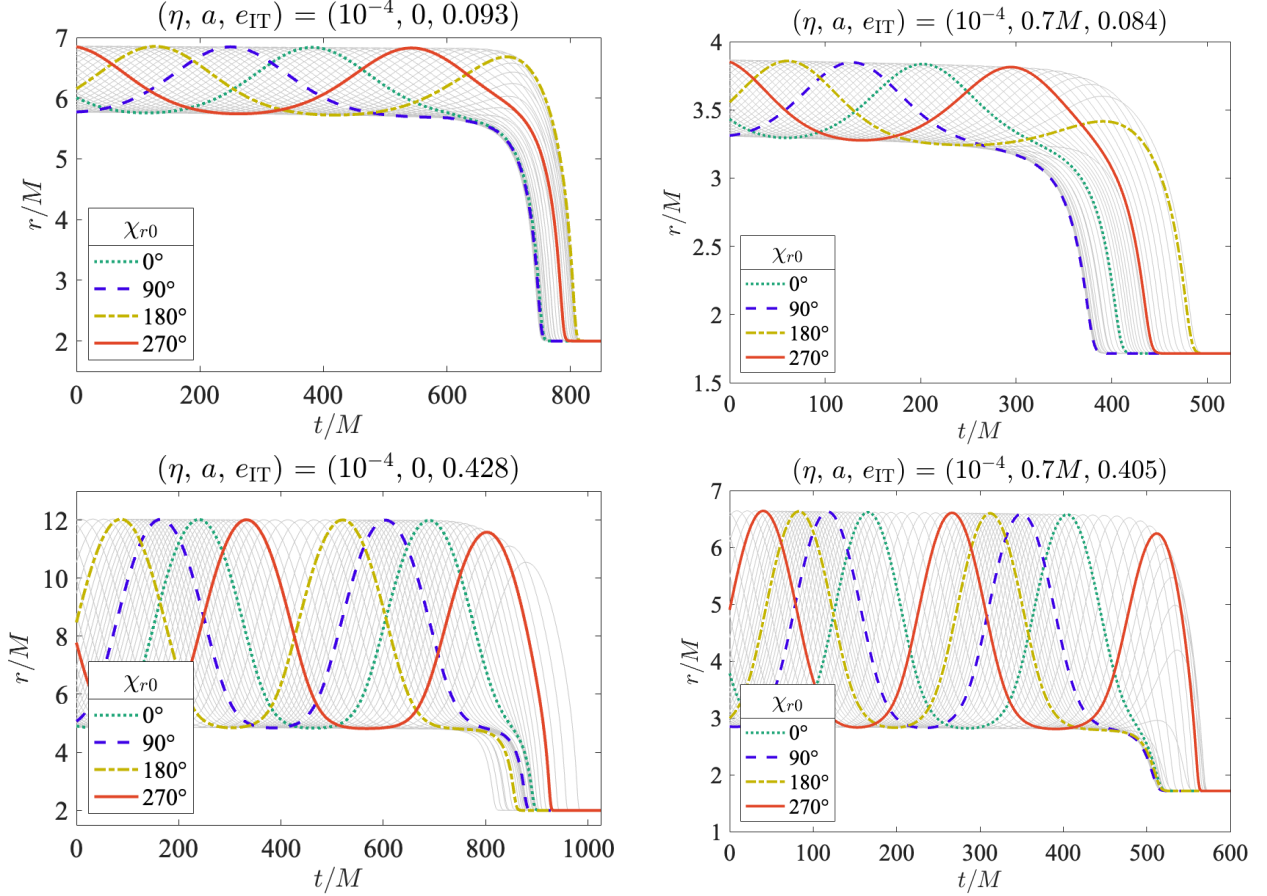 (η, a, e_IT) = (10⁻⁴, 0, 0.093)
r/M
7
6
5
4
3
2
χ_r0
0°
90°
180°
270°
0 200 400 600 800
t/M
(η, a, e_IT) = (10⁻⁴, 0.7M, 0.084)
r/M
4
3.5
3
2.5
2
1.5
χ_r0
0°
90°
180°
270°
0 100 200 300 400 500
t/M
(η, a, e_IT) = (10⁻⁴, 0, 0.428)
r/M
12
10
8
6
4
2
χ_r0
0°
90°
180°
270°
0 200 400 600 800 1000
t/M
(η, a, e_IT) = (10⁻⁴, 0.7M, 0.405)
r/M
7
6
5
4
3
2
1
χ_r0
0°
90°
180°
270°
0 100 200 300 400 500 600
t/M